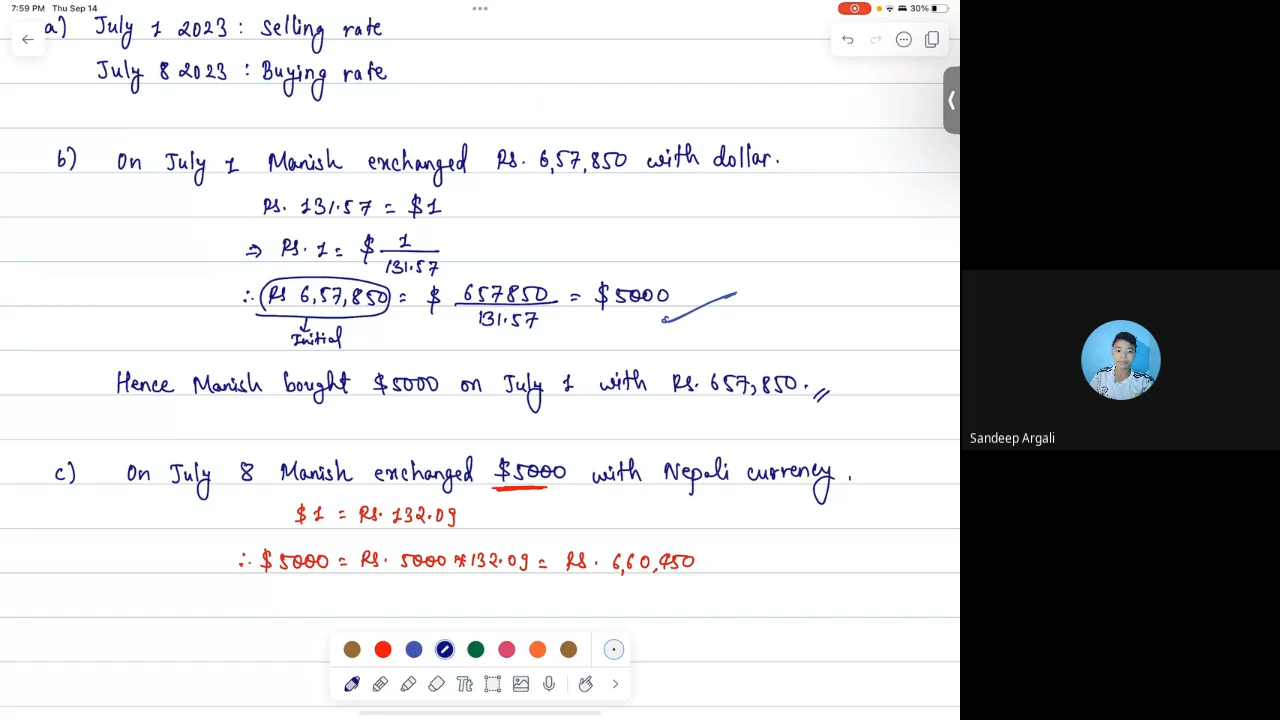 7:59 PM Thu Sep 14
30%
a) July 1 2023 : Selling rate
July 8 2023 : Buying rate
b) On July 1 Manish exchanged Rs. 6,57,850 with dollar.
Rs. 131.57 = $1
⇒ Rs. 1 = $ 1/131.57
∴ Rs 6,57,850 = $ 657850/131.57 = $5000
Initial
Hence Manish bought $5000 on July 1 with Rs. 657,850.
c) On July 8 Manish exchanged $5000 with Nepali currency.
$1 = Rs. 132.09
∴ $5000 = Rs. 5000 * 132.09 = Rs. 6,60,450
Tt
Sandeep Argali